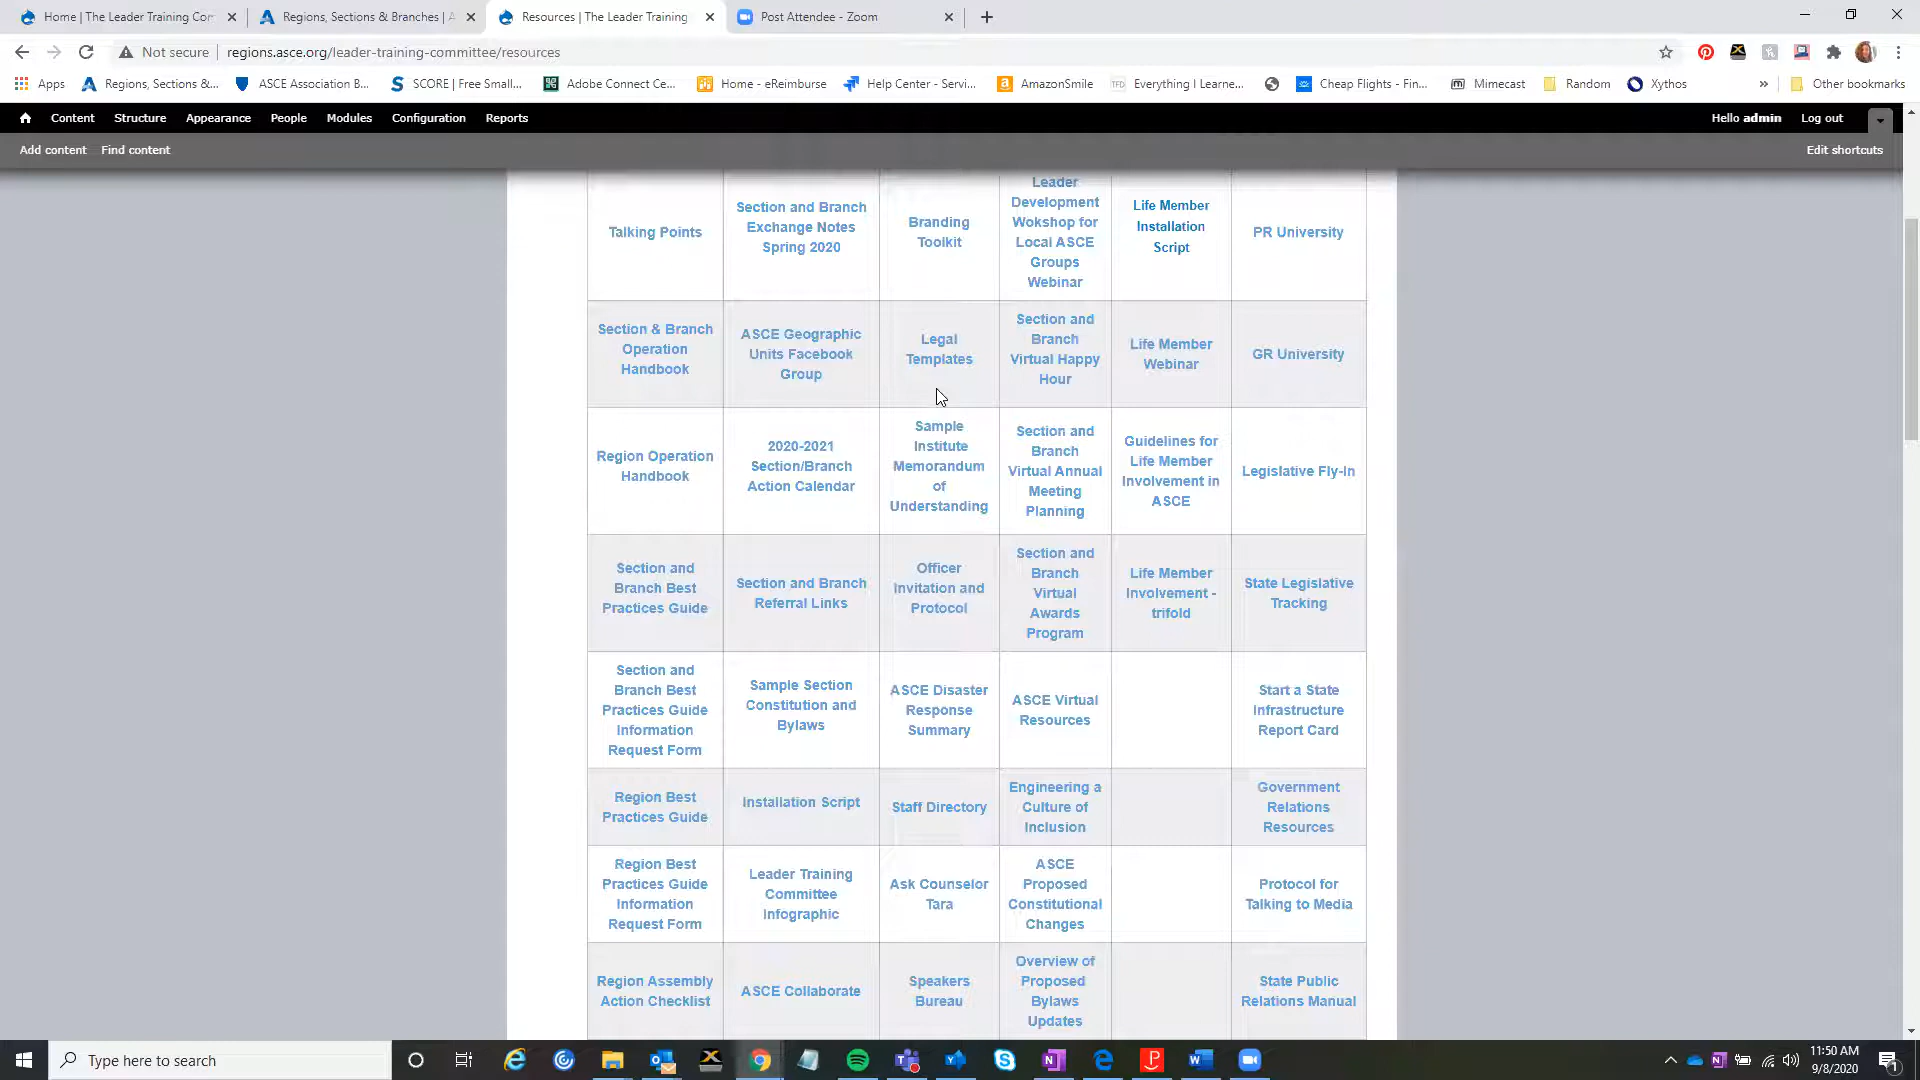 Home | The Leader Training Com
Regions, Sections & Branches | A
Resources | The Leader Training
Post Attendee - Zoom
Not secure
regions.asce.org/leader-training-committee/resources
Apps
Regions, Sections &...
ASCE Association B...
SCORE | Free Small...
Adobe Connect Ce...
Home - eReimburse
Help Center - Servi...
AmazonSmile
Everything I Learne...
Cheap Flights - Fin...
Mimecast
Random
Xythos
Other bookmarks
Content
Structure
Appearance
People
Modules
Configuration
Reports
Hello admin
Log out
Add content
Find content
Edit shortcuts
Talking Points
Section and Branch
Exchange Notes
Spring 2020
Branding
Toolkit
Leader
Development
Wokshop for
Local ASCE
Groups
Webinar
Life Member
Installation
Script
PR University
Section & Branch
Operation
Handbook
ASCE Geographic
Units Facebook
Group
Legal
Templates
Section and
Branch
Virtual Happy
Hour
Life Member
Webinar
GR University
Region Operation
Handbook
2020-2021
Section/Branch
Action Calendar
Sample
Institute
Memorandum
of
Understanding
Section and
Branch
Virtual Annual
Meeting
Planning
Guidelines for
Life Member
Involvement in
ASCE
Legislative Fly-In
Section and
Branch Best
Practices Guide
Section and Branch
Referral Links
Officer
Invitation and
Protocol
Section and
Branch
Virtual
Awards
Program
Life Member
Involvement -
trifold
State Legislative
Tracking
Section and
Branch Best
Practices Guide
Information
Request Form
Sample Section
Constitution and
Bylaws
ASCE Disaster
Response
Summary
ASCE Virtual
Resources
Start a State
Infrastructure
Report Card
Region Best
Practices Guide
Installation Script
Staff Directory
Engineering a
Culture of
Inclusion
Government
Relations
Resources
Region Best
Practices Guide
Information
Request Form
Leader Training
Committee
Infographic
Ask Counselor
Tara
ASCE
Proposed
Constitutional
Changes
Protocol for
Talking to Media
Region Assembly
Action Checklist
ASCE Collaborate
Speakers
Bureau
Overview of
Proposed
Bylaws
Updates
State Public
Relations Manual
Type here to search
11:50 AM
9/8/2020